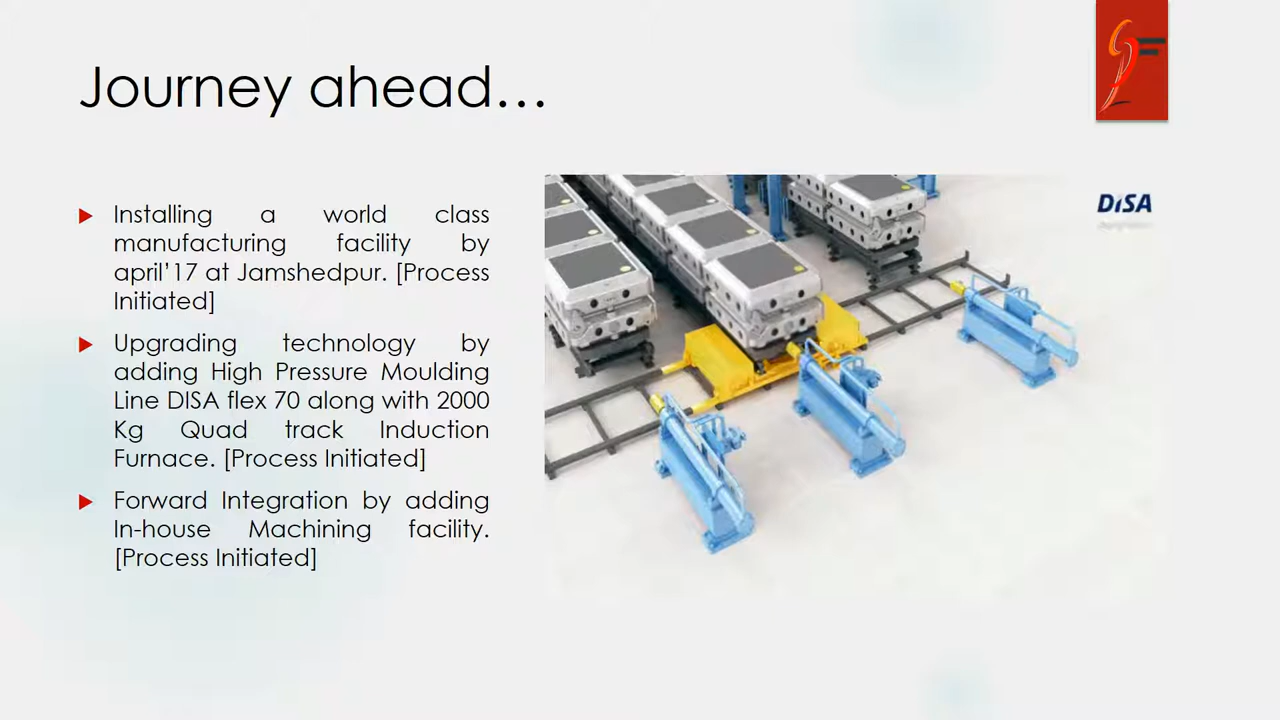 Journey ahead...
Installing a world class
manufacturing facility by
april'17 at Jamshedpur. [Process
Initiated]
Upgrading technology by
adding High Pressure Moulding
Line DISA flex 70 along with 2000
Kg Quad track Induction
Furnace. [Process Initiated]
Forward Integration by adding
In-house Machining facility.
[Process Initiated]
DISA